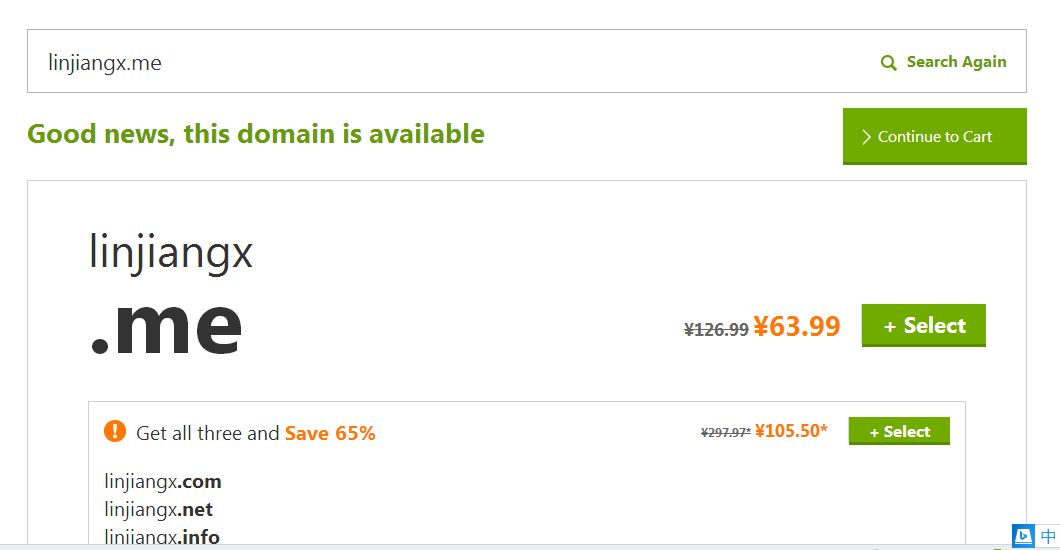 linjiangx.me
Search Again
Good news, this domain is available
Continue to Cart
linjiangx
.me
¥126.99 ¥63.99
+ Select
! Get all three and Save 65%
¥297.97* ¥105.50*
+ Select
linjiangx.com
linjiangx.net
linjiangx.info
中